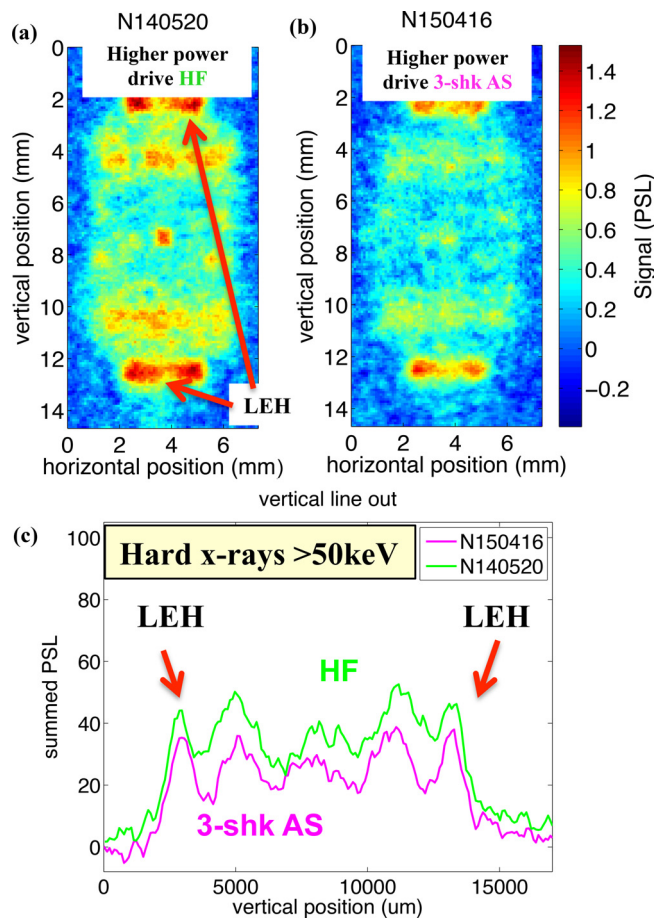 N140520
(a)
Higher power
drive HF
0
2
4
6
8
10
12
14
vertical position (mm)
0 2 4 6
horizontal position (mm)
LEH
N150416
(b)
Higher power
drive 3-shk AS
0
2
4
6
8
10
12
14
vertical position (mm)
0 2 4 6
horizontal position (mm)
1.4
1.2
1
0.8
0.6
0.4
0.2
0
−0.2
Signal (PSL)
vertical line out
(c)
Hard x-rays >50keV
N150416
N140520
LEH
LEH
HF
3-shk AS
100
80
60
40
20
0
summed PSL
0 5000 10000 15000
vertical position (um)